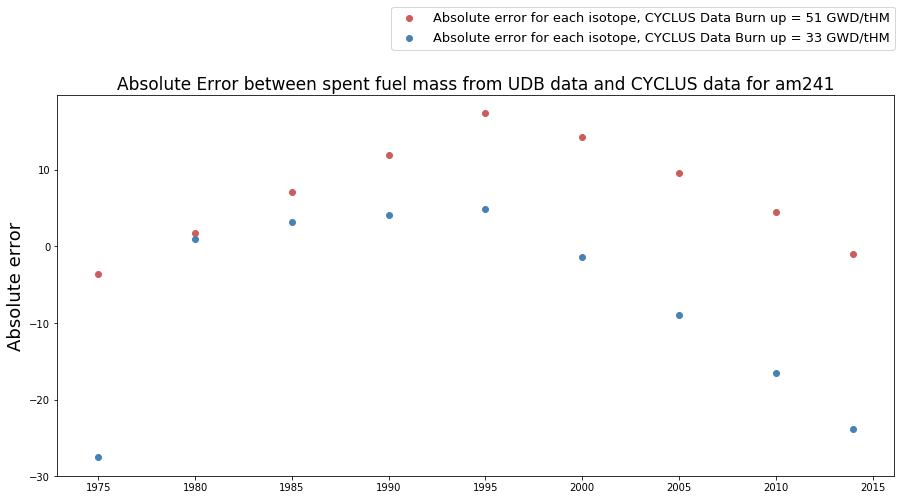 Absolute error for each isotope, CYCLUS Data Burn up = 51 GWD/tHM
Absolute error for each isotope, CYCLUS Data Burn up = 33 GWD/tHM
Absolute Error between spent fuel mass from UDB data and CYCLUS data for am241
Absolute error
10
0
−10
−20
−30
1975 1980 1985 1990 1995 2000 2005 2010 2015